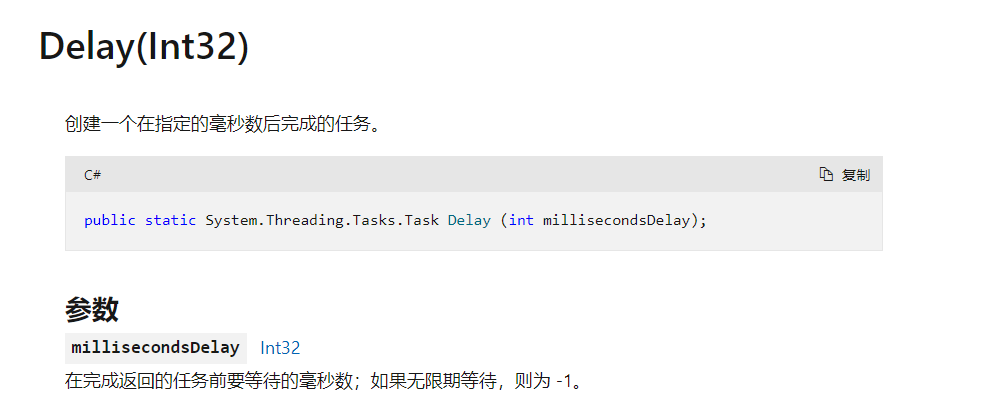 Delay(Int32)
创建一个在指定的毫秒数后完成的任务。
C# 复制
public static System.Threading.Tasks.Task Delay (int millisecondsDelay);
参数
millisecondsDelay Int32
在完成返回的任务前要等待的毫秒数；如果无限期等待，则为 -1。